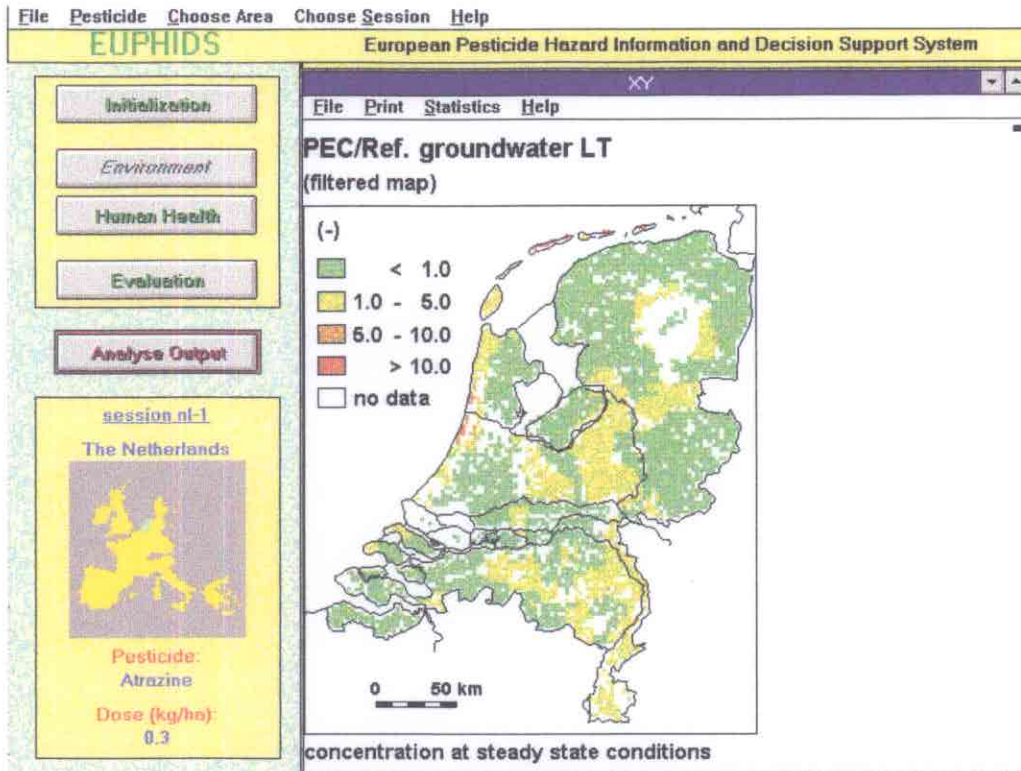 File Pesticide Choose Area Choose Session Help
EUPHIDS European Pesticide Hazard Information and Decision Support System
Initialization
Environment
Human Health
Evaluation
Analyse Output
session nl-1
The Netherlands
Pesticide:
Atrazine
Dose (kg/ha):
0.3
XY
File Print Statistics Help
PEC/Ref. groundwater LT
(filtered map)
(-)
< 1.0
1.0 - 5.0
5.0 - 10.0
> 10.0
no data
0 50 km
concentration at steady state conditions